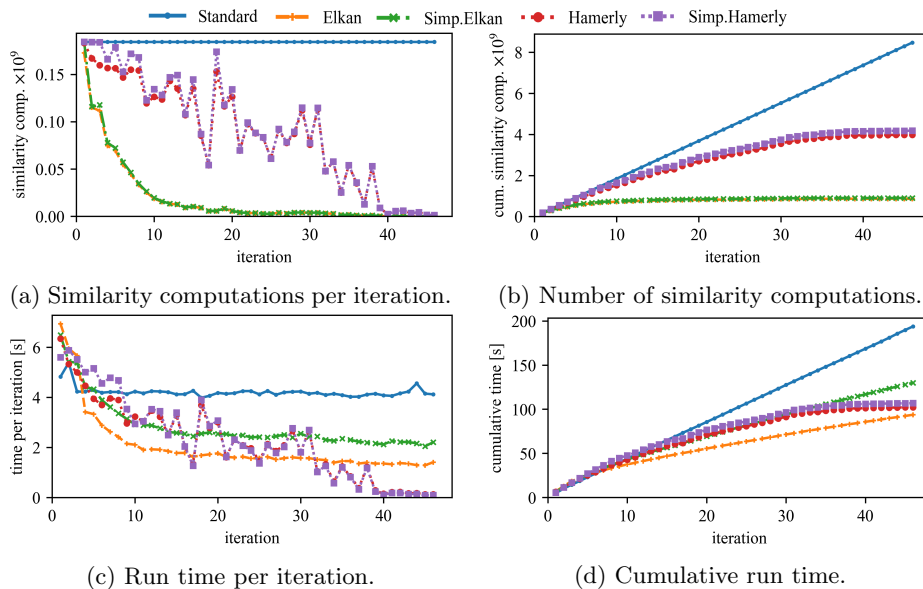 Standard Elkan Simp.Elkan Hamerly Simp.Hamerly
similarity comp. ×10⁹
0.15
0.10
0.05
0.00
0 10 20 30 40
iteration
(a) Similarity computations per iteration.
cum. similarity comp. ×10⁹
8
6
4
2
0
0 10 20 30 40
iteration
(b) Number of similarity computations.
time per iteration [s]
6
4
2
0
0 10 20 30 40
iteration
(c) Run time per iteration.
cumulative time [s]
200
150
100
50
0
0 10 20 30 40
iteration
(d) Cumulative run time.